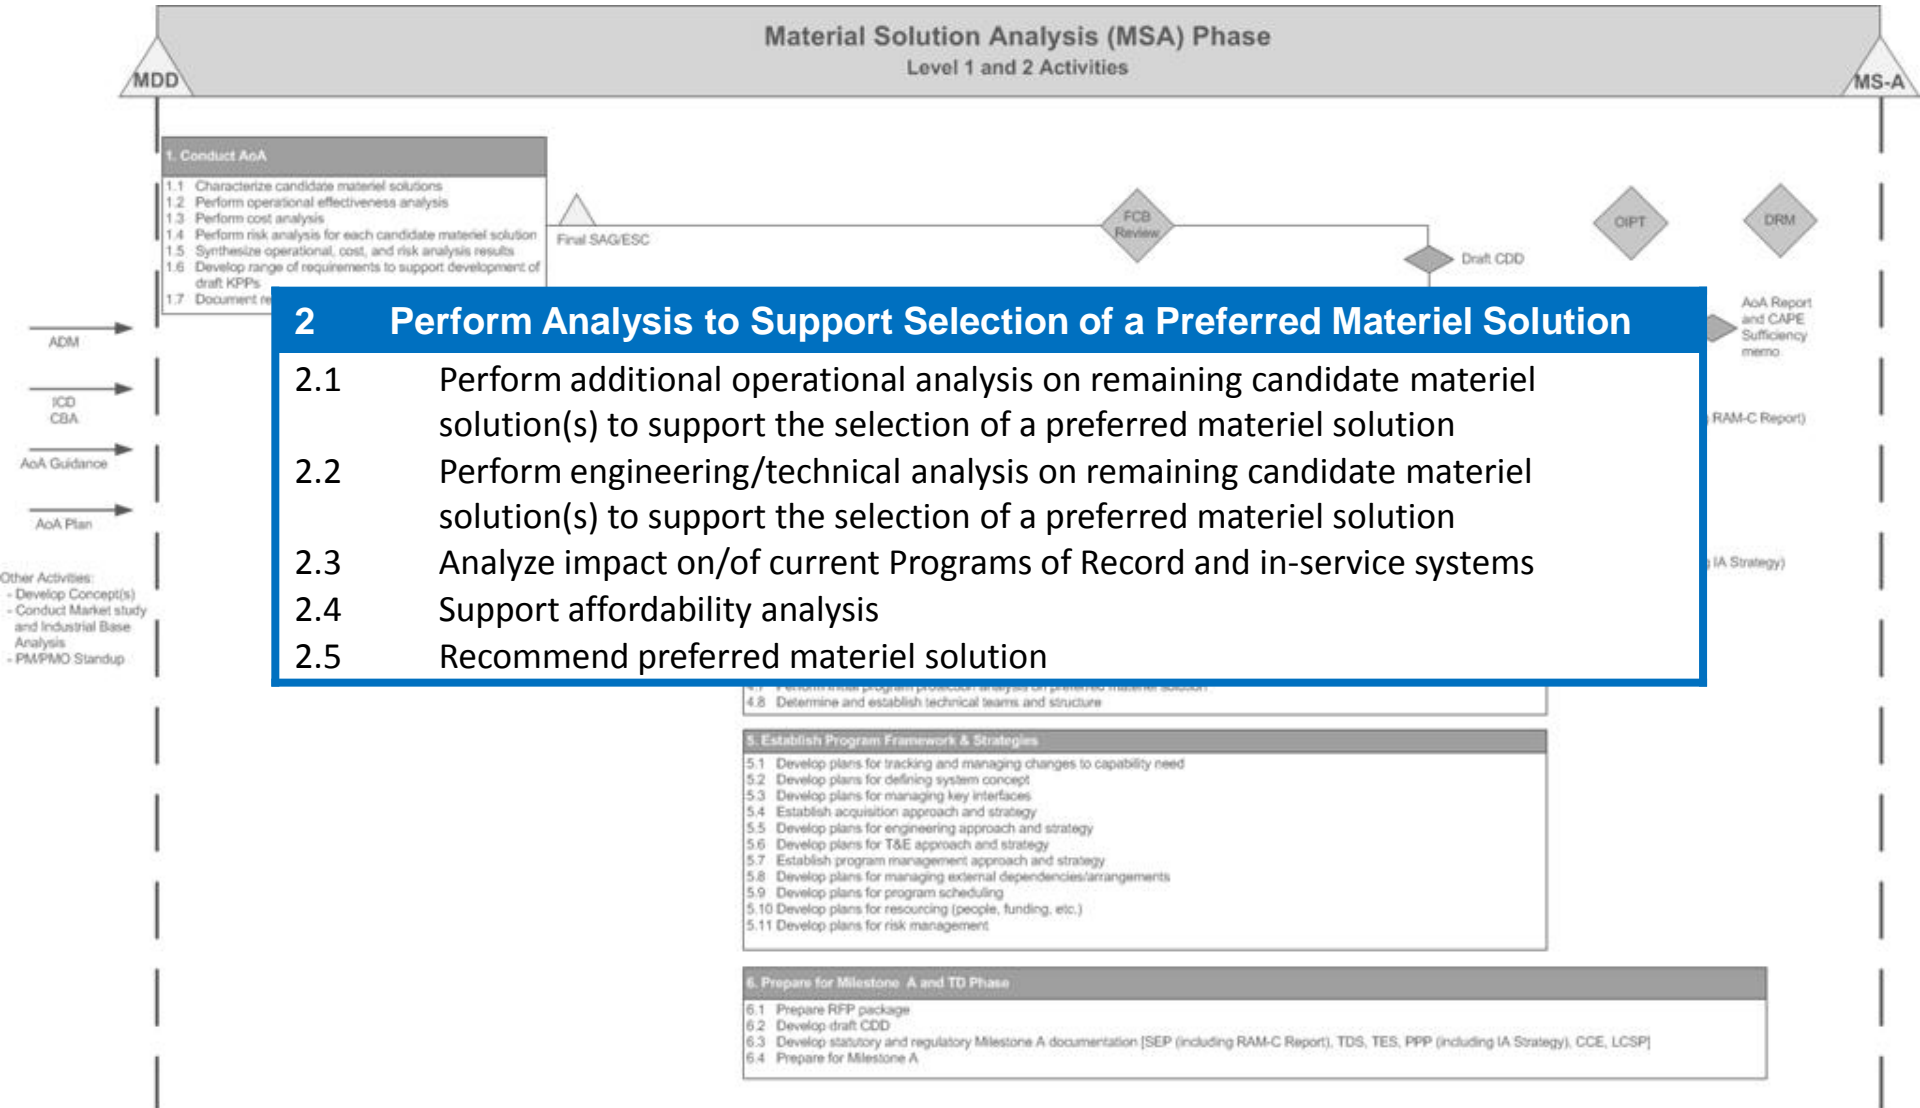 Material Solution Analysis (MSA) Phase
Level 1 and 2 Activities
MDD
MS-A
1. Conduct AoA
1.1 Characterize candidate materiel solutions
1.2 Perform operational effectiveness analysis
1.3 Perform cost analysis
1.4 Perform risk analysis for each candidate materiel solution
1.5 Synthesize operational, cost, and risk analysis results
1.6 Develop range of requirements to support development of
draft KPPs
1.7 Document re
Final SAG/ESC
FCB
Review
Draft CDD
OIPT
DRM
AoA Report
and CAPE
Sufficiency
memo
ADM
ICD
CBA
AoA Guidance
AoA Plan
Other Activities:
- Develop Concept(s)
- Conduct Market study
and Industrial Base
Analysis
- PM/PMO Standup
2 Perform Analysis to Support Selection of a Preferred Materiel Solution
2.1 Perform additional operational analysis on remaining candidate materiel
solution(s) to support the selection of a preferred materiel solution
2.2 Perform engineering/technical analysis on remaining candidate materiel
solution(s) to support the selection of a preferred materiel solution
2.3 Analyze impact on/of current Programs of Record and in-service systems
2.4 Support affordability analysis
2.5 Recommend preferred materiel solution
RAM-C Report)
IA Strategy)
4.7 Perform initial program protection analysis on preferred materiel solution
4.8 Determine and establish technical teams and structure
5. Establish Program Framework & Strategies
5.1 Develop plans for tracking and managing changes to capability need
5.2 Develop plans for defining system concept
5.3 Develop plans for managing key interfaces
5.4 Establish acquisition approach and strategy
5.5 Develop plans for engineering approach and strategy
5.6 Develop plans for T&E approach and strategy
5.7 Establish program management approach and strategy
5.8 Develop plans for managing external dependencies/arrangements
5.9 Develop plans for program scheduling
5.10 Develop plans for resourcing (people, funding, etc.)
5.11 Develop plans for risk management
6. Prepare for Milestone A and TD Phase
6.1 Prepare RFP package
6.2 Develop draft CDD
6.3 Develop statutory and regulatory Milestone A documentation [SEP (including RAM-C Report), TDS, TES, PPP (including IA Strategy), CCE, LCSP]
6.4 Prepare for Milestone A